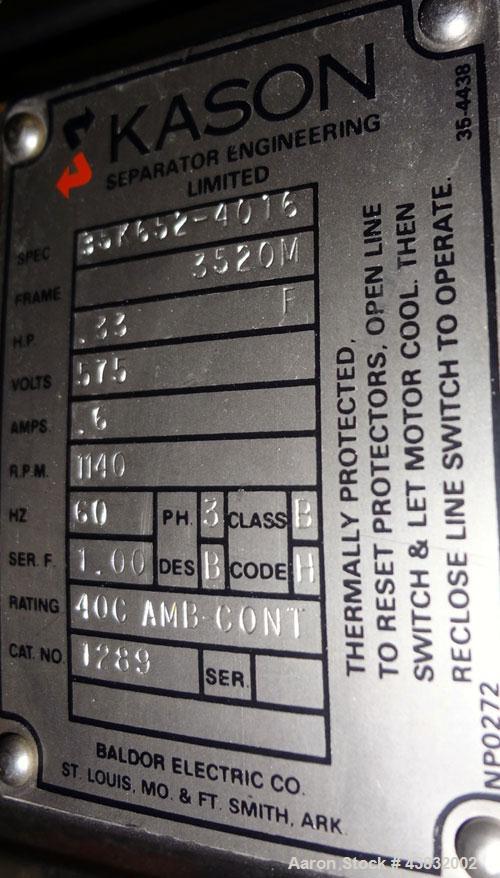 KASON
SEPARATOR ENGINEERING
LIMITED
35-4438
SPEC 35K652-4016
FRAME 3520M
H.P. .33 F
VOLTS 575
AMPS. .6
R.P.M. 1140
HZ 60 PH. 3 CLASS B
SER. F. 1.00 DES B CODE H
RATING 40C AMB-CONT
CAT. NO. 1289 SER.
BALDOR ELECTRIC CO.
ST. LOUIS, MO. & FT. SMITH, ARK.
THERMALLY PROTECTED,
TO RESET PROTECTORS, OPEN LINE
SWITCH & LET MOTOR COOL. THEN
RECLOSE LINE SWITCH TO OPERATE.
NP0272
Aaron Stock # 43832002